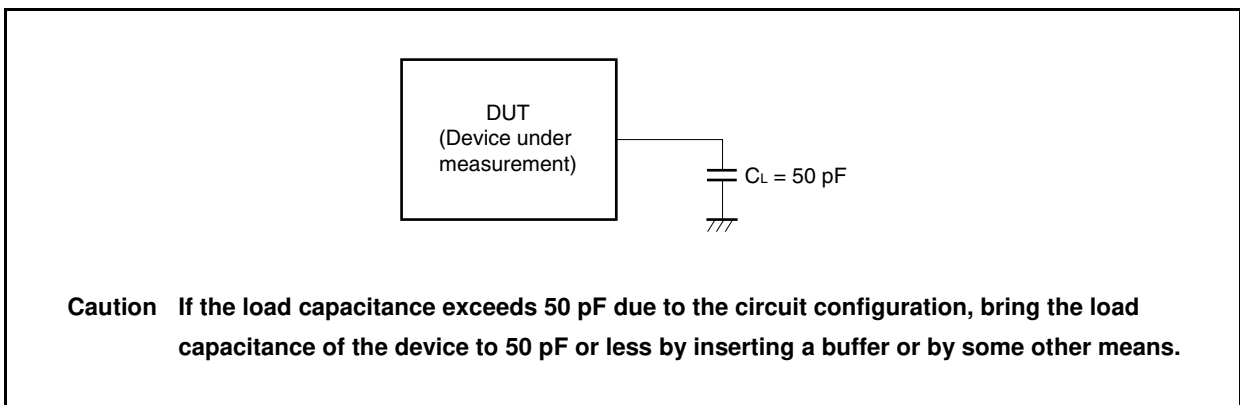 DUT
(Device under
measurement)
CL = 50 pF
Caution If the load capacitance exceeds 50 pF due to the circuit configuration, bring the load
capacitance of the device to 50 pF or less by inserting a buffer or by some other means.